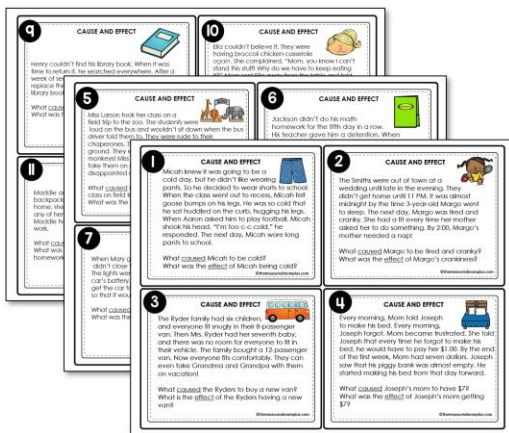 9
CAUSE AND EFFECT
Henry couldn't find his library book. When it was
time to return it, he searched everywhere. After a
week of
replace the
library book
What caus
What was t
10
CAUSE AND EFFECT
Ella couldn't believe it. They were
having broccoli chicken casserole
again. She complained, "Mom, you know I can't
stand this stuff! Why do we have to keep eating
11
Maddie
backpack
home, she
any of her
Maddie h
work.
What cau
What was
homework
5
CAUSE AND EFFECT
Miss Larson took her class on a
field trip to the zoo. The students were
loud on the bus and wouldn't sit down when the bus
driver told them to. They were rude to their
chaperones.
ground. They
monkeys! Miss
take them on
disappointed
What caused
class on field t
What was the
6
CAUSE AND EFFECT
Jackson didn't do his math
homework for the fifth day in a row.
His teacher gave him a detention. When
7
When Mary g
didn't close
The lights we
car's battery.
get the car f
so that it wou
What caused
What was the
1
CAUSE AND EFFECT
Micah knew it was going to be a
cold day, but he didn't like wearing
pants. So he decided to wear shorts to school.
When the class went out to recess, Micah felt
goose bumps on his legs. He was so cold that
he sat huddled on the curb, hugging his legs.
When Aaron asked him to play football, Micah
shook his head. "I'm too c-c-cold," he
responded. The next day, Micah wore long
pants to school.
What caused Micah to be cold?
What was the effect of Micah being cold?
2
CAUSE AND EFFECT
The Smiths were out of town at a
wedding until late in the evening. They
didn't get home until 11 PM. It was almost
midnight by the time 3-year-old Margo went
to sleep. The next day, Margo was tired and
cranky. She had a fit every time her mother
asked her to do something. By 2:00, Margo's
mother needed a nap!
What caused Margo to be tired and cranky?
What was the effect of Margo's crankiness?
3
CAUSE AND EFFECT
The Ryder family had six children,
and everyone fit snugly in their 8-passenger
van. Then Mrs. Ryder had her seventh baby,
and there was no room for everyone to fit in
their vehicle. The family bought a 12-passenger
van. Now everyone fits comfortably. They can
even take Grandma and Grandpa with them
on vacation!
What caused the Ryders to buy a new van?
What is the effect of the Ryders having a new
van?
©themeasuredmom.com
4
CAUSE AND EFFECT
Every morning, Mom told Joseph
to make his bed. Every morning,
Joseph forgot. Mom became frustrated. She told
Joseph that every time he forgot to make his
bed, he would have to pay her $1.00. By the end
of the first week, Mom had seven dollars. Joseph
saw that his piggy bank was almost empty. He
started making his bed from that day forward.
What caused Joseph's mom to have $7?
What was the effect of Joseph's mom getting
$7?